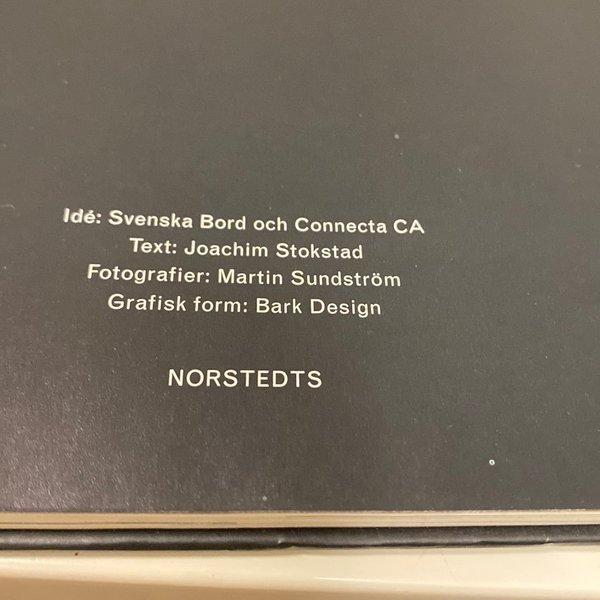 Idé: Svenska Bord och Connecta CA
Text: Joachim Stokstad
Fotografier: Martin Sundström
Grafisk form: Bark Design
NORSTEDTS